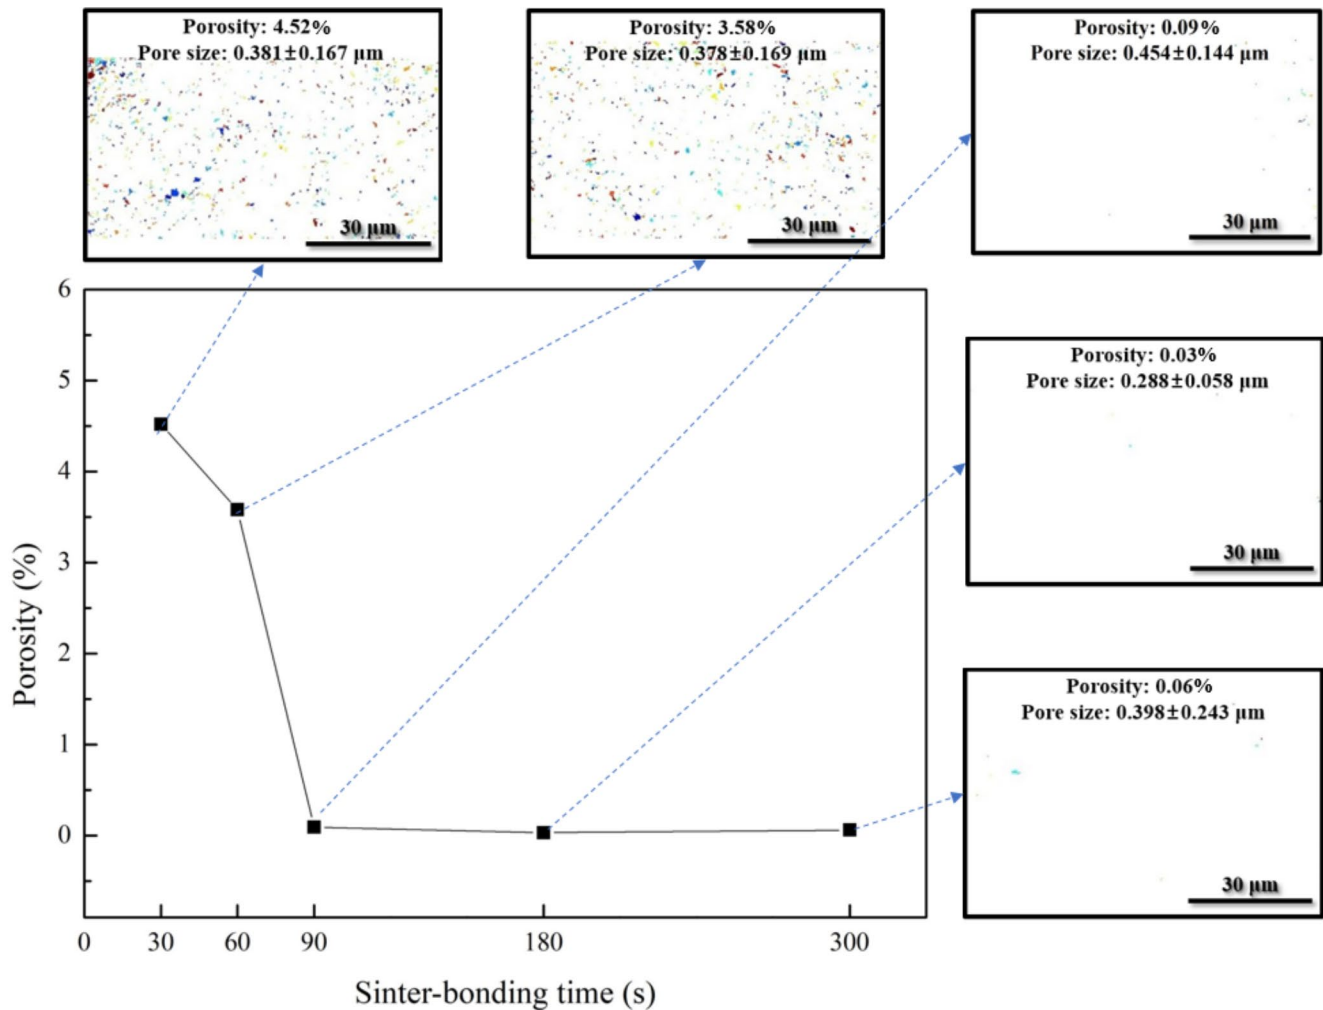 Porosity: 4.52%
Pore size: 0.381±0.167 μm
30 μm
Porosity: 3.58%
Pore size: 0.378±0.169 μm
30 μm
Porosity: 0.09%
Pore size: 0.454±0.144 μm
30 μm
Porosity: 0.03%
Pore size: 0.288±0.058 μm
30 μm
Porosity: 0.06%
Pore size: 0.398±0.243 μm
30 μm
Porosity (%)
6
5
4
3
2
1
0
0 30 60 90 180 300
Sinter-bonding time (s)